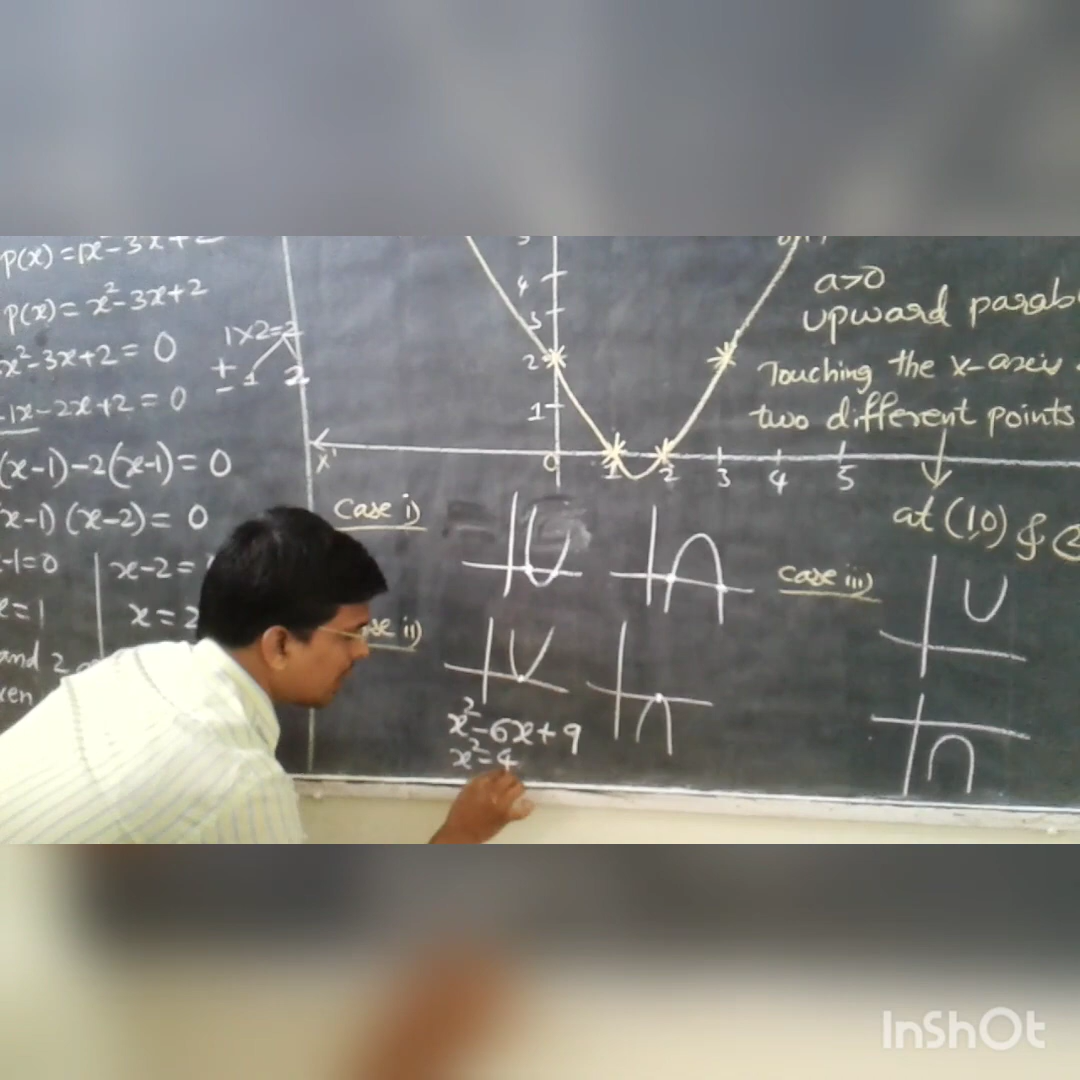 p(x) = 1x²-3x+2
p(x) = x²-3x+2
x²-3x+2 = 0
1x-2x+2 = 0
(x-1)-2(x-1) = 0
x-1) (x-2) = 0
-1=0
x-2=
x=1
x=2
and 2
1×2=2
+
- 1 2
4
3
2
1
x' 0 1 2 3 4 5
a>0
upward parab
Touching the x-axis
two different points
at (1,0) &
case i)
case ii)
x²-6x+9
x²=4
case iii)
InShOt